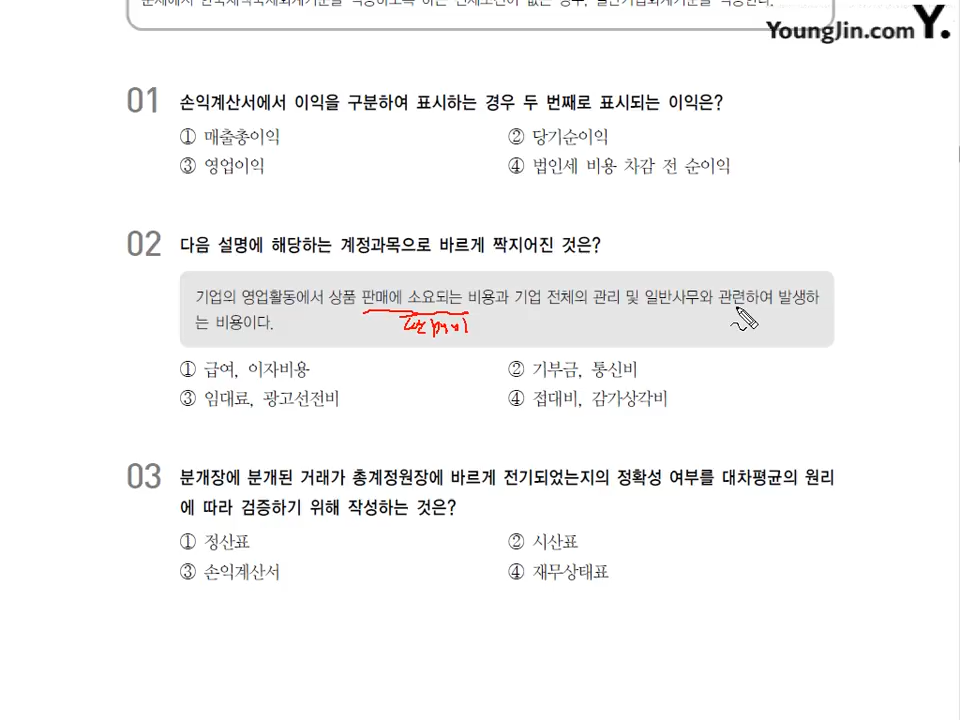 YoungJin.com Y.
01 손익계산서에서 이익을 구분하여 표시하는 경우 두 번째로 표시되는 이익은?
① 매출총이익 ② 당기순이익
③ 영업이익 ④ 법인세 비용 차감 전 순이익
02 다음 설명에 해당하는 계정과목으로 바르게 짝지어진 것은?
기업의 영업활동에서 상품 판매에 소요되는 비용과 기업 전체의 관리 및 일반사무와 관련하여 발생하
는 비용이다.
① 급여, 이자비용 ② 기부금, 통신비
③ 임대료, 광고선전비 ④ 접대비, 감가상각비
03 분개장에 분개된 거래가 총계정원장에 바르게 전기되었는지의 정확성 여부를 대차평균의 원리
에 따라 검증하기 위해 작성하는 것은?
① 정산표 ② 시산표
③ 손익계산서 ④ 재무상태표